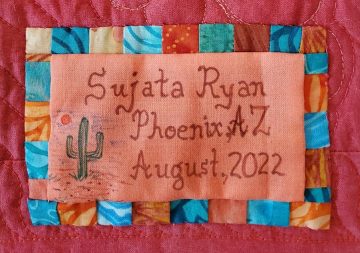 Sujata Ryan
Phoenix, AZ
August, 2022